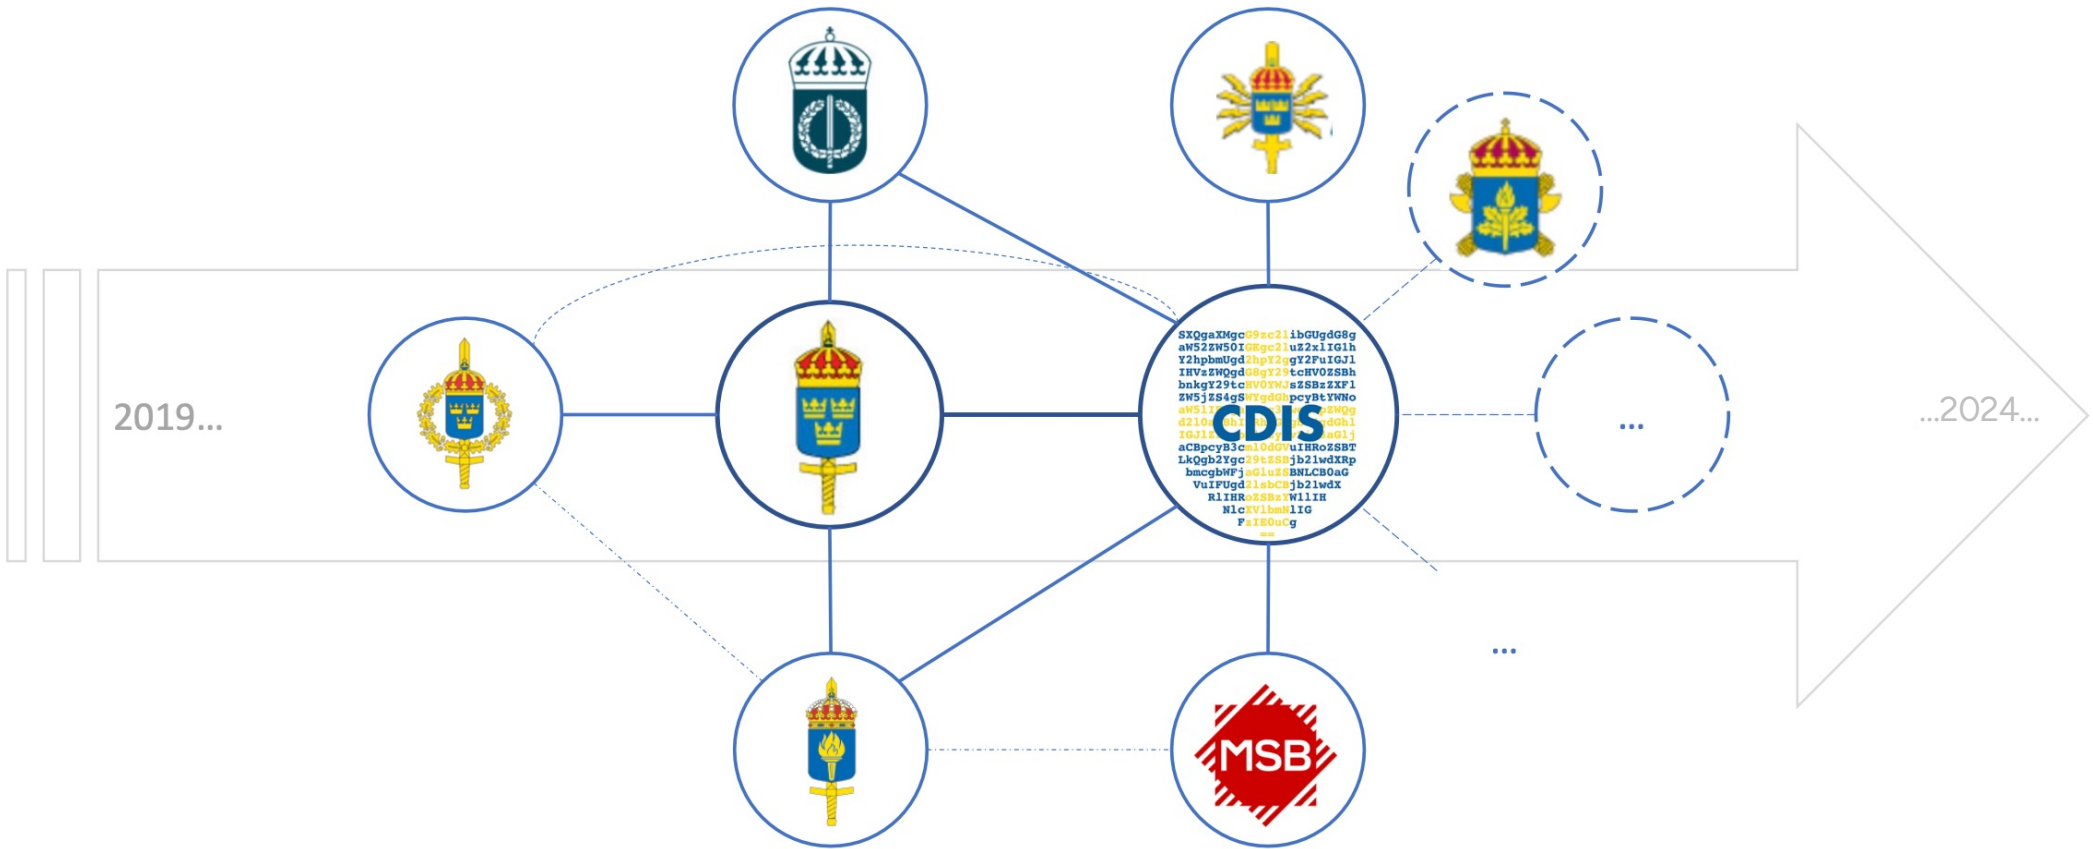 2019...
SXQgaXMgcG9zc2libGUgdG8g
aW52ZW50IGEgc2luZ2xlIG1h
Y2hpbmUgd2hpY2ggY2FuIGJl
IHVzZWQgdG8gY29tcHV0ZSBh
bnkgY29tcHV0YWJsZSBzZXF1
ZW5jZS4gSWYgdGhpcyBtYWNo
CDIS
aCBpcyB3cml0dGVuIHRoZSBT
LkQgb2Ygc29tZSBjb21wdXRp
bmcgbWFjaGluZSBNLCB0aG
VuIFUgd2lsbCBjb21wdX
RlIHRoZSBzYW1lIH
NlcXVlbmNlIG
FzIE0uCg
==
...
...2024...
...
MSB